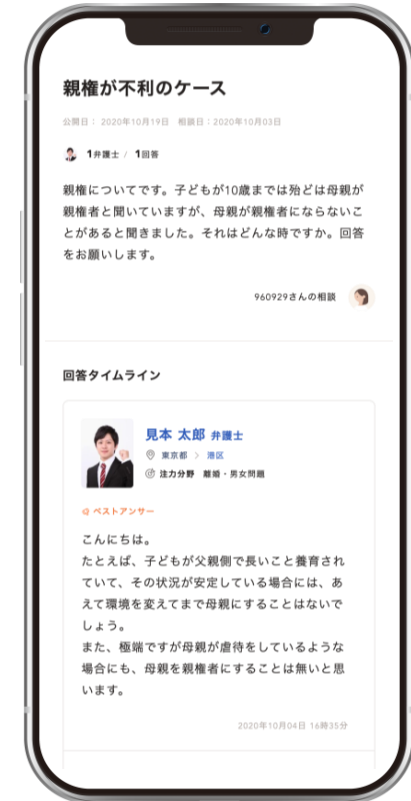 親権が不利のケース
公開日： 2020年10月19日 相談日：2020年10月03日
1弁護士 / 1回答
親権についてです。子どもが10歳までは殆どは母親が
親権者と聞いていますが、母親が親権者にならないこ
とがあると聞きました。それはどんな時ですか。回答
をお願いします。
960929さんの相談
回答タイムライン
見本 太郎 弁護士
東京都 > 港区
注力分野 離婚・男女問題
ベストアンサー
こんにちは。
たとえば、子どもが父親側で長いこと養育され
ていて、その状況が安定している場合には、あ
えて環境を変えてまで母親にすることはないで
しょう。
また、極端ですが母親が虐待をしているような
場合にも、母親を親権者にすることは無いと思
います。
2020年10月04日 16時35分